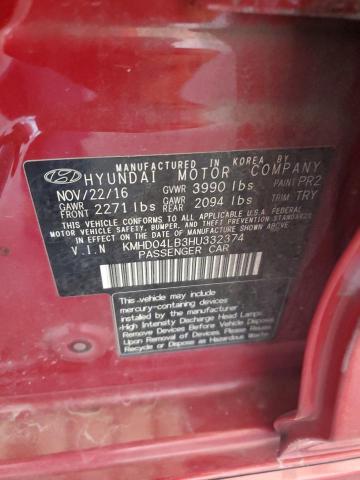 MANUFACTURED IN KOREA BY
HYUNDAI MOTOR COMPANY
NOV/22/16 GVWR 3990 lbs PAINT PR2
GAWR FRONT 2271 lbs GAWR REAR 2094 lbs TRIM TRY
THIS VEHICLE CONFORMS TO ALL APPLICABLE U.S. FEDERAL
MOTOR VEHICLE SAFETY, BUMPER, AND THEFT PREVENTION
STANDARDS IN EFFECT ON THE DATE OF MANUFACTURE SHOWN ABOVE.
V.I.N KMHD04LB3HU332374
PASSENGER CAR
This vehicle may include
mercury-containing devices
installed by the manufacturer
:High Intensity Discharge Head Lamps
Remove Devices Before Vehicle
Disposal Upon Removal of Devices Please
Recycle or Dispose as Hazardous Waste